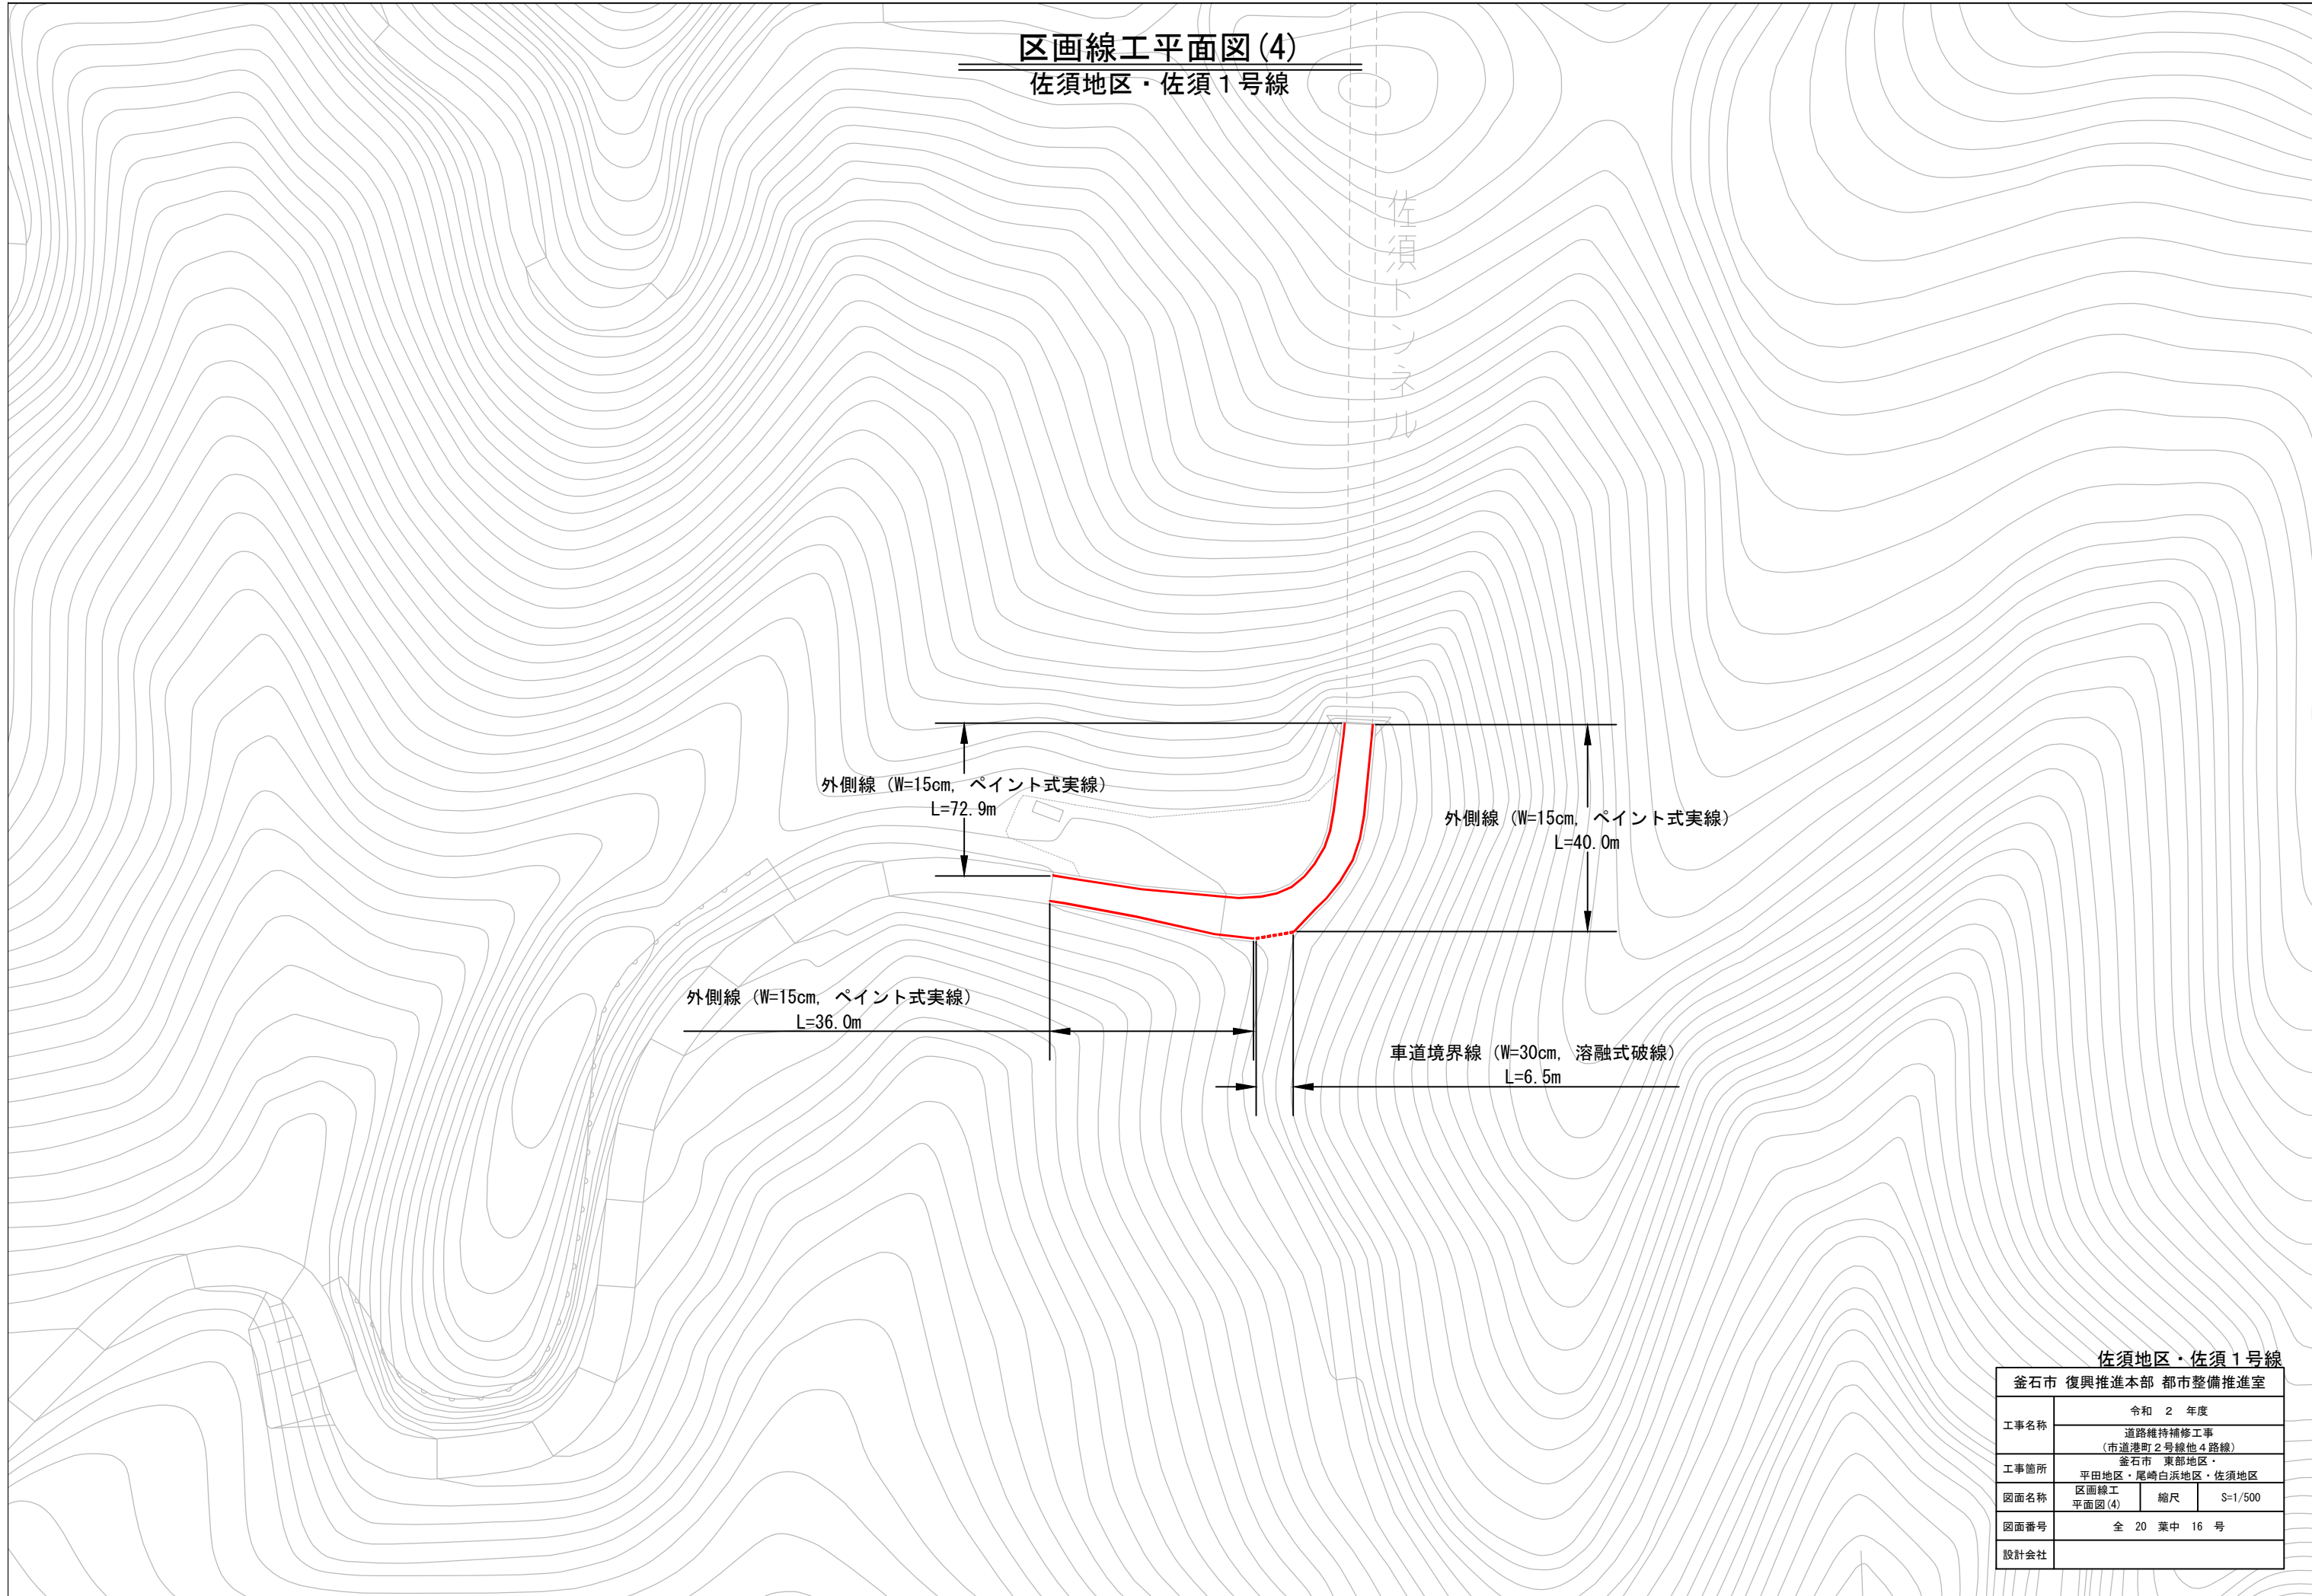 区画線工平面図(4)
佐須地区・佐須１号線
佐須トンネル
外側線（W=15cm, ペイント式実線）
L=72.9m
外側線（W=15cm, ペイント式実線）
L=40.0m
外側線（W=15cm, ペイント式実線）
L=36.0m
車道境界線（W=30cm, 溶融式破線）
L=6.5m
佐須地区・佐須１号線
釜石市 復興推進本部 都市整備推進室
工事名称
令和 2 年度
道路維持補修工事
（市道港町２号線他４路線）
工事箇所
釜石市 東部地区・
平田地区・尾崎白浜地区・佐須地区
図面名称
区画線工
平面図(4)
縮尺
S=1/500
図面番号
全 20 葉中 16 号
設計会社